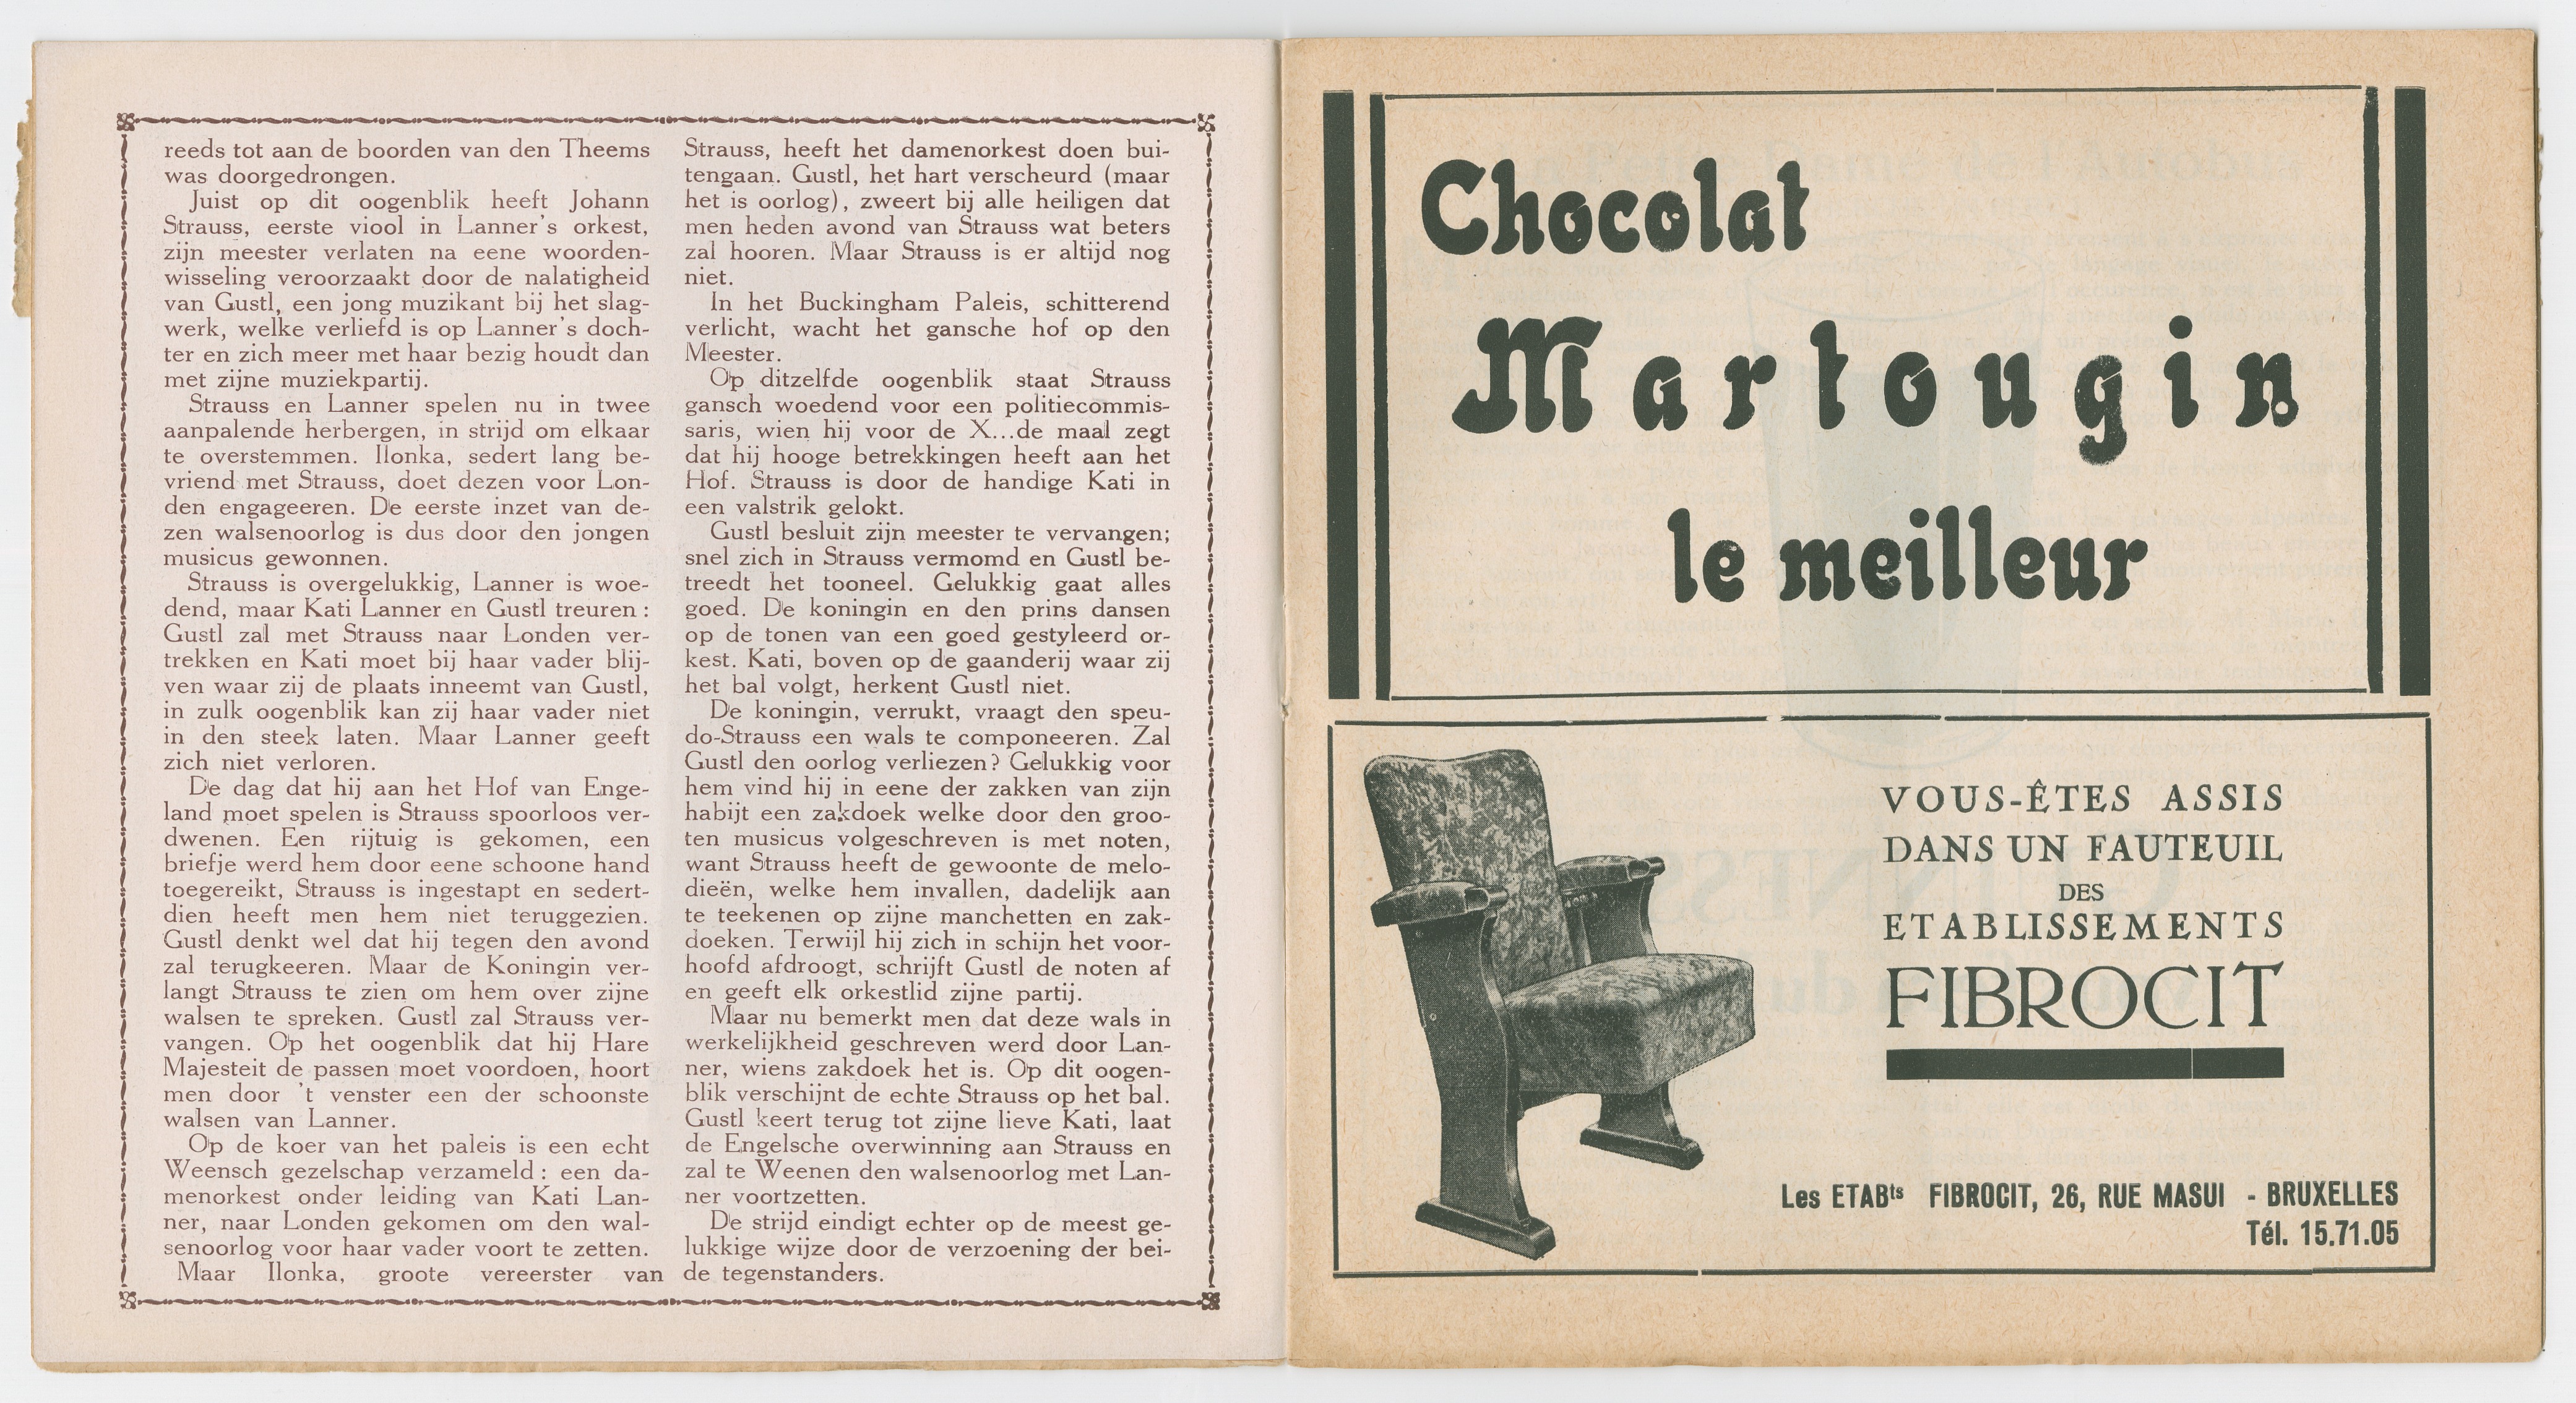 reeds tot aan de boorden van den Theems
was doorgedrongen.
Juist op dit oogenblik heeft Johann
Strauss, eerste viool in Lanner's orkest,
zijn meester verlaten na eene woorden-
wisseling veroorzaakt door de nalatigheid
van Gustl, een jong muzikant bij het slag-
werk, welke verliefd is op Lanner's doch-
ter en zich meer met haar bezig houdt dan
met zijne muziekpartij.
Strauss en Lanner spelen nu in twee
aanpalende herbergen, in strijd om elkaar
te overstemmen. Ilonka, sedert lang be-
vriend met Strauss, doet dezen voor Lon-
den engageeren. De eerste inzet van de-
zen walsenoorlog is dus door den jongen
musicus gewonnen.
Strauss is overgelukkig, Lanner is woe-
dend, maar Kati Lanner en Gustl treuren :
Gustl zal met Strauss naar Londen ver-
trekken en Kati moet bij haar vader blij-
ven waar zij de plaats inneemt van Gustl,
in zulk oogenblik kan zij haar vader niet
in den steek laten. Maar Lanner geeft
zich niet verloren.
De dag dat hij aan het Hof van Enge-
land moet spelen is Strauss spoorloos ver-
dwenen. Een rijtuig is gekomen, een
briefje werd hem door eene schoone hand
toegereikt, Strauss is ingestapt en sedert-
dien heeft men hem niet teruggezien.
Gustl denkt wel dat hij tegen den avond
zal terugkeeren. Maar de Koningin ver-
langt Strauss te zien om hem over zijne
walsen te spreken. Gustl zal Strauss ver-
vangen. Op het oogenblik dat hij Hare
Majesteit de passen moet voordoen, hoort
men door 't venster een der schoonste
walsen van Lanner.
Op de koer van het paleis is een echt
Weensch gezelschap verzameld : een da-
menorkest onder leiding van Kati Lan-
ner, naar Londen gekomen om den wal-
senoorlog voor haar vader voort te zetten.
Maar Ilonka, groote vereerster van
Strauss, heeft het damenorkest doen bui-
tengaan. Gustl, het hart verscheurd (maar
het is oorlog), zweert bij alle heiligen dat
men heden avond van Strauss wat beters
zal hooren. Maar Strauss is er altijd nog
niet.
In het Buckingham Paleis, schitterend
verlicht, wacht het gansche hof op den
Meester.
Op ditzelfde oogenblik staat Strauss
gansch woedend voor een politiecommis-
saris, wien hij voor de X...de maal zegt
dat hij hooge betrekkingen heeft aan het
Hof. Strauss is door de handige Kati in
een valstrik gelokt.
Gustl besluit zijn meester te vervangen;
snel zich in Strauss vermomd en Gustl be-
treedt het tooneel. Gelukkig gaat alles
goed. De koningin en den prins dansen
op de tonen van een goed gestyleerd or-
kest. Kati, boven op de gaanderij waar zij
het bal volgt, herkent Gustl niet.
De koningin, verrukt, vraagt den speu-
do-Strauss een wals te componeeren. Zal
Gustl den oorlog verliezen? Gelukkig voor
hem vind hij in eene der zakken van zijn
habijt een zakdoek welke door den groo-
ten musicus volgeschreven is met noten,
want Strauss heeft de gewoonte de melo-
dieën, welke hem invallen, dadelijk aan
te teekenen op zijne manchetten en zak-
doeken. Terwijl hij zich in schijn het voor-
hoofd afdroogt, schrijft Gustl de noten af
en geeft elk orkestlid zijne partij.
Maar nu bemerkt men dat deze wals in
werkelijkheid geschreven werd door Lan-
ner, wiens zakdoek het is. Op dit oogen-
blik verschijnt de echte Strauss op het bal.
Gustl keert terug tot zijne lieve Kati, laat
de Engelsche overwinning aan Strauss en
zal te Weenen den walsenoorlog met Lan-
ner voortzetten.
De strijd eindigt echter op de meest ge-
lukkige wijze door de verzoening der bei-
de tegenstanders.
Chocolat
Martougin
le meilleur
VOUS-ÊTES ASSIS
DANS UN FAUTEUIL
DES
ETABLISSEMENTS
FIBROCIT
Les ETABts FIBROCIT, 26, RUE MASUI - BRUXELLES
Tél. 15.71.05